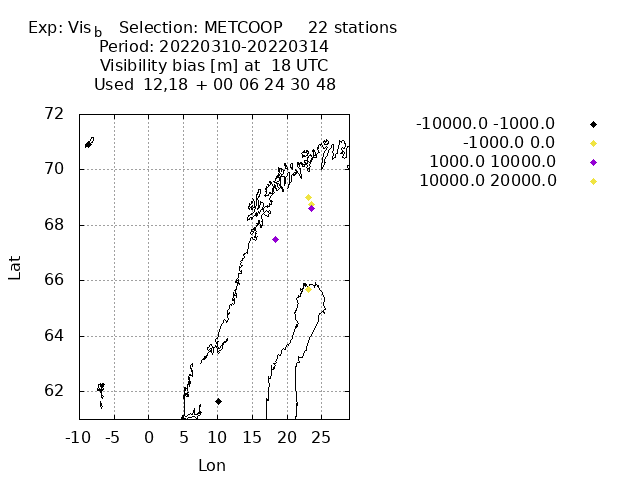 Exp: Vis_b   Selection: METCOOP     22 stations
Period: 20220310-20220314
Visibility bias [m] at  18 UTC
Used 12,18 + 00 06 24 30 48
-10000.0 -1000.0
-1000.0 0.0
1000.0 10000.0
10000.0 20000.0
72
70
68
66
64
62
Lat
-10 -5 0 5 10 15 20 25
Lon